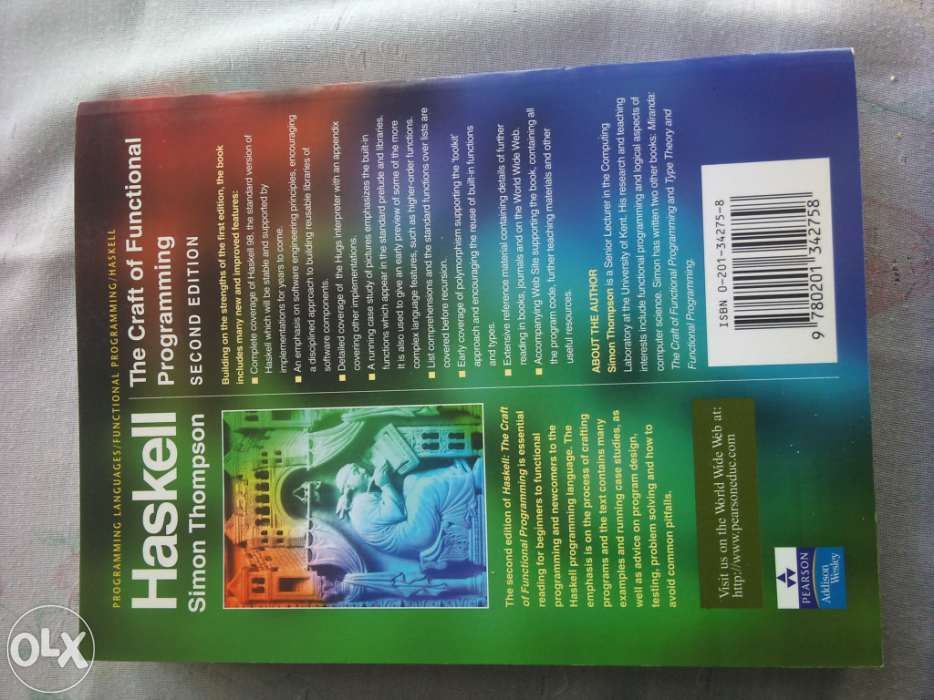 PROGRAMMING LANGUAGES/FUNCTIONAL PROGRAMMING/HASKELL
Haskell
The Craft of Functional
Programming
Simon Thompson
SECOND EDITION
Building on the strengths of the first edition, the book
includes many new and improved features:
■ Complete coverage of Haskell 98, the standard version of
Haskell which will be stable and supported by
implementations for years to come.
■ An emphasis on software engineering principles, encouraging
a disciplined approach to building reusable libraries of
software components.
■ Detailed coverage of the Hugs interpreter with an appendix
covering other implementations.
■ A running case study of pictures emphasizes the built-in
functions which appear in the standard prelude and libraries.
It is also used to give an early preview of some of the more
complex language features, such as higher-order functions.
■ List comprehensions and the standard functions over lists are
covered before recursion.
■ Early coverage of polymorphism supporting the 'toolkit'
approach and encouraging the reuse of built-in functions
and types.
■ Extensive reference material containing details of further
reading in books, journals and on the World Wide Web.
■ Accompanying Web Site supporting the book, containing all
the program code, further teaching materials and other
useful resources.
ABOUT THE AUTHOR
Simon Thompson is a Senior Lecturer in the Computing
Laboratory at the University of Kent. His research and teaching
interests include functional programming and logical aspects of
computer science. Simon has written two other books: Miranda:
The Craft of Functional Programming and Type Theory and
Functional Programming.
The second edition of Haskell: The Craft
of Functional Programming is essential
reading for beginners to functional
programming and newcomers to the
Haskell programming language. The
emphasis is on the process of crafting
programs and the text contains many
examples and running case studies, as
well as advice on program design,
testing, problem solving and how to
avoid common pitfalls.
Visit us on the World Wide Web at:
http://www.pearsoneduc.com
PEARSON
Addison
Wesley
ISBN 0-201-34275-8
9 780201 342758
OLX